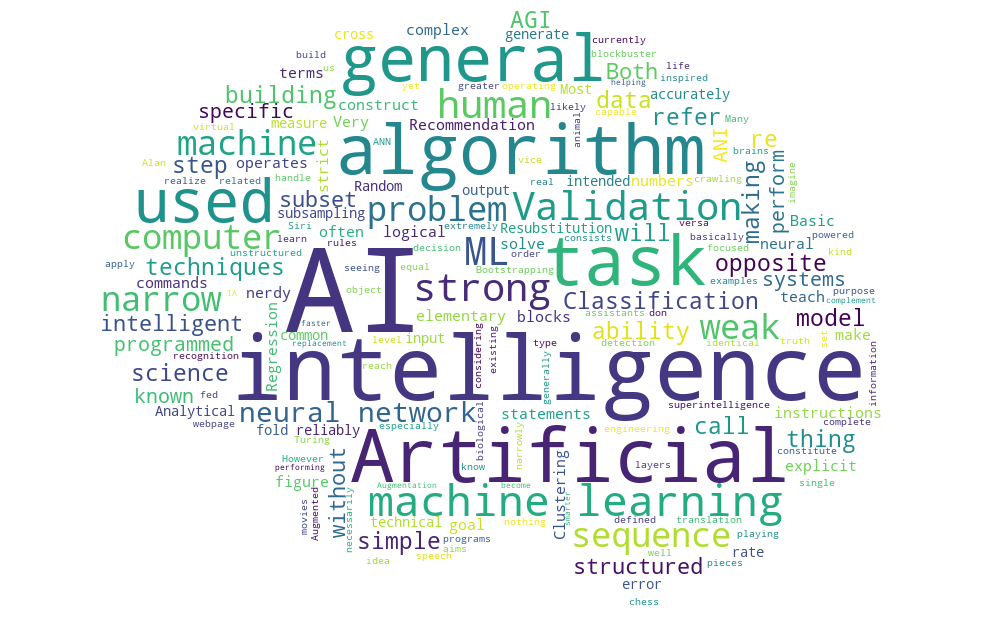 AGI
cross complex generate currently
build general blockbuster
terms us Both life
yet greater operating Most helping inspired
building construct human likely data accurately
specific capable refer Many
virtual measure Very Recommendation animal ANI re
machine strict ANN algorithm brains
Alan step operates vice making perform imagine
realize related handle Random output real intended numbers crawling
used subset problem Validation
subsampling Basic
Siri often logical extremely Resubstitution will versa
computer learn rules decision solve consists order basically neural powered
unstructured AI ML task focused kind
apply techniques seeing equal Bootstrapping opposite systems
commands object strong examples purpose
narrow nerdy IA Classification assistants don teach complement
intelligent elementary blocks ability weak model
faster level input
programmed Regression common replacement considering existing type detection identical truth set make
recognition intelligence
science reach generally information
known fed superintelligence
Analytical neural network statements call instructions
webpage fold reliably especially biological narrowly engineering complete
Turing thing
without However Artificial layers constitute
performing know explicit
figure Augmentation become Clustering single
movies Augmented necessarily machine learning smarter
technical goal nothing defined translation
simple programs sequence playing
aims well rate
idea speech structured pieces
error
chess